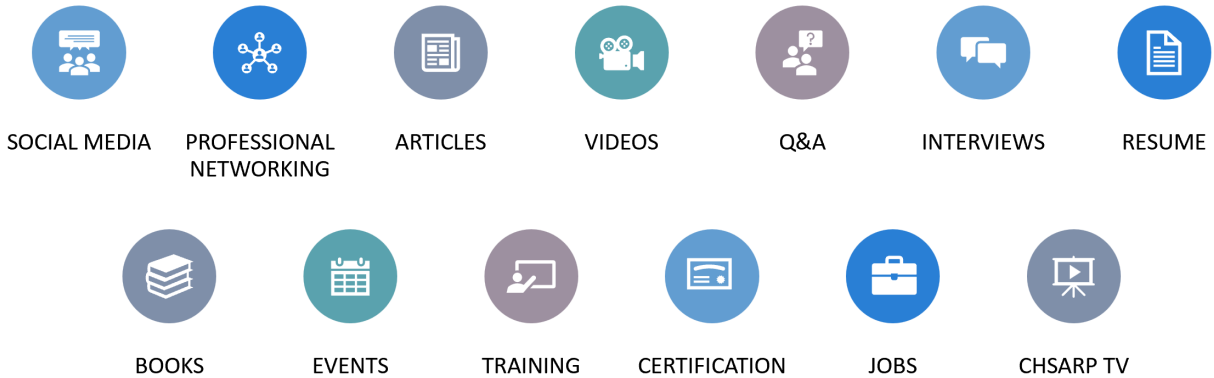 SOCIAL MEDIA
PROFESSIONAL
NETWORKING
ARTICLES
VIDEOS
Q&A
INTERVIEWS
RESUME
BOOKS
EVENTS
TRAINING
CERTIFICATION
JOBS
CHSARP TV